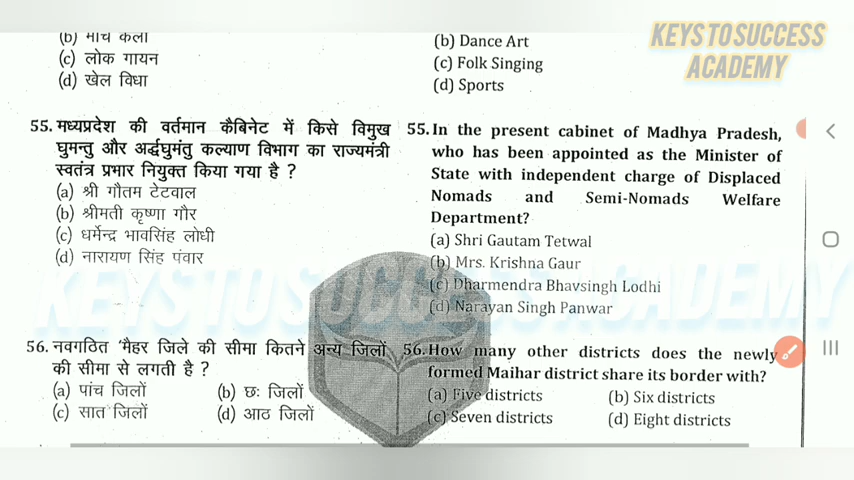 (b) माच कला
(c) लोक गायन
(d) खेल विधा
55. मध्यप्रदेश की वर्तमान कैबिनेट में किसे विमुख
घुमन्तु और अर्द्धघुमंतु कल्याण विभाग का राज्यमंत्री
स्वतंत्र प्रभार नियुक्त किया गया है ?
(a) श्री गौतम टेटवाल
(b) श्रीमती कृष्णा गौर
(c) धर्मेन्द्र भावसिंह लोधी
(d) नारायण सिंह पंवार
56. नवगठित 'मैहर जिले की सीमा कितने अन्य जिलों
की सीमा से लगती है ?
(a) पांच जिलों (b) छः जिलों
(c) सात जिलों (d) आठ जिलों
(b) Dance Art
(c) Folk Singing
(d) Sports
55. In the present cabinet of Madhya Pradesh,
who has been appointed as the Minister of
State with independent charge of Displaced
Nomads and Semi-Nomads Welfare
Department?
(a) Shri Gautam Tetwal
(b) Mrs. Krishna Gaur
(c) Dharmendra Bhavsingh Lodhi
(d) Narayan Singh Panwar
56. How many other districts does the newly
formed Maihar district share its border with?
(a) Five districts (b) Six districts
(c) Seven districts (d) Eight districts
KEYS TO SUCCESS
ACADEMY
KEYS TO SUCCESS ACADEMY